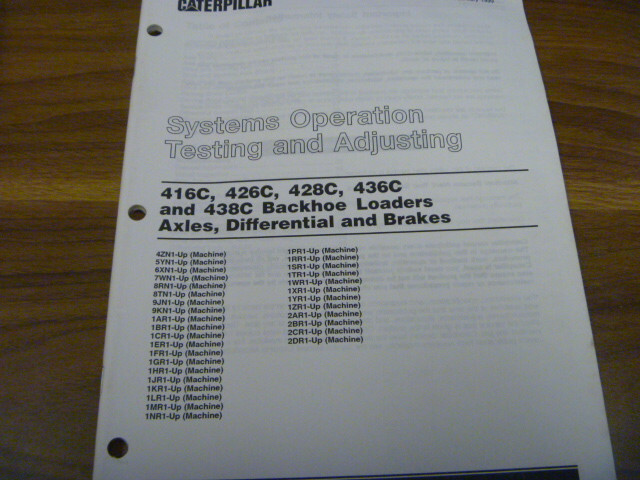 CATERPILLAR
Systems Operation
Testing and Adjusting
416C, 426C, 428C, 436C
and 438C Backhoe Loaders
Axles, Differential and Brakes
4ZN1-Up (Machine)
5YN1-Up (Machine)
6XN1-Up (Machine)
7WN1-Up (Machine)
8RN1-Up (Machine)
8TN1-Up (Machine)
9JN1-Up (Machine)
9KN1-Up (Machine)
1AR1-Up (Machine)
1BR1-Up (Machine)
1CR1-Up (Machine)
1ER1-Up (Machine)
1FR1-Up (Machine)
1GR1-Up (Machine)
1HR1-Up (Machine)
1JR1-Up (Machine)
1KR1-Up (Machine)
1LR1-Up (Machine)
1MR1-Up (Machine)
1NR1-Up (Machine)
1PR1-Up (Machine)
1RR1-Up (Machine)
1SR1-Up (Machine)
1TR1-Up (Machine)
1WR1-Up (Machine)
1XR1-Up (Machine)
1YR1-Up (Machine)
1ZR1-Up (Machine)
2AR1-Up (Machine)
2BR1-Up (Machine)
2CR1-Up (Machine)
2DR1-Up (Machine)